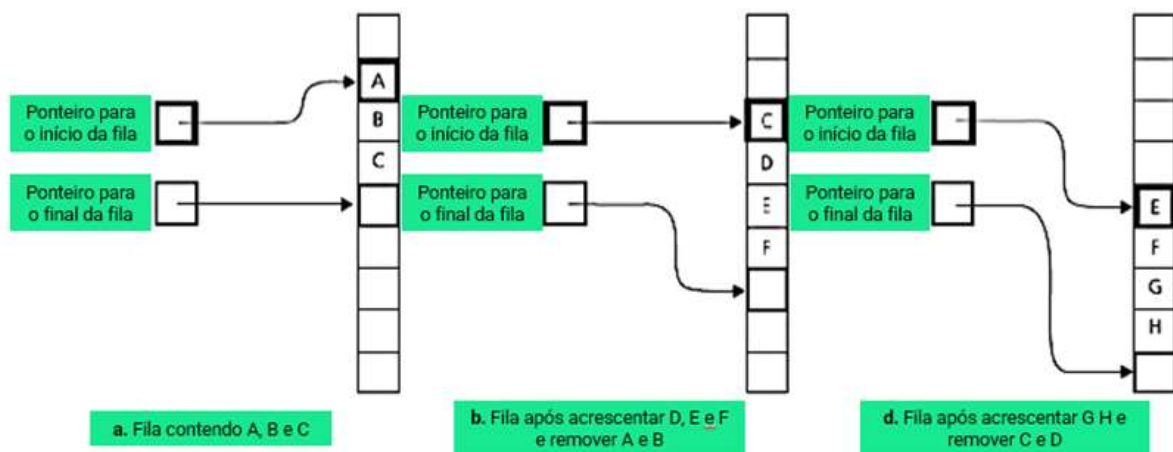 Ponteiro para
o início da fila
Ponteiro para
o final da fila
A
B
C
a. Fila contendo A, B e C
Ponteiro para
o início da fila
Ponteiro para
o final da fila
C
D
E
F
b. Fila após acrescentar D, E e F
e remover A e B
Ponteiro para
o início da fila
Ponteiro para
o final da fila
E
F
G
H
d. Fila após acrescentar G H e
remover C e D